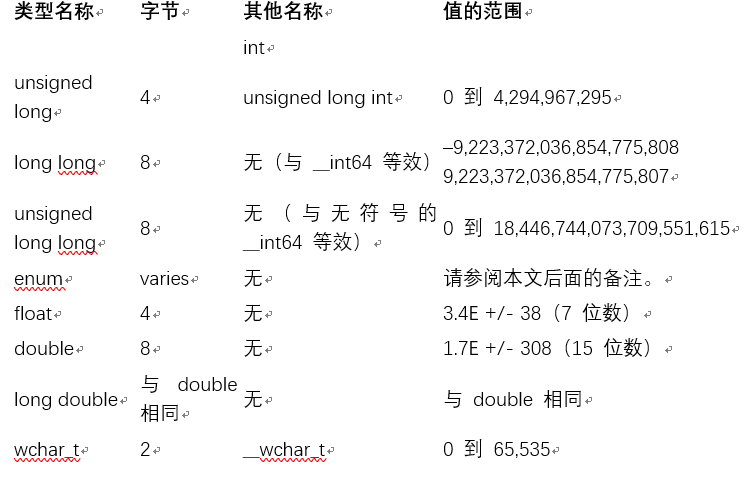 类型名称 字节 其他名称 值的范围
int
unsigned long 4 unsigned long int 0 到 4,294,967,295
long long 8 无（与 __int64 等效） –9,223,372,036,854,775,808 9,223,372,036,854,775,807
unsigned long long 8 无（与无符号的 __int64 等效） 0 到 18,446,744,073,709,551,615
enum varies 无 请参阅本文后面的备注。
float 4 无 3.4E +/- 38（7 位数）
double 8 无 1.7E +/- 308（15 位数）
long double 与 double 相同 无 与 double 相同
wchar_t 2 __wchar_t 0 到 65,535